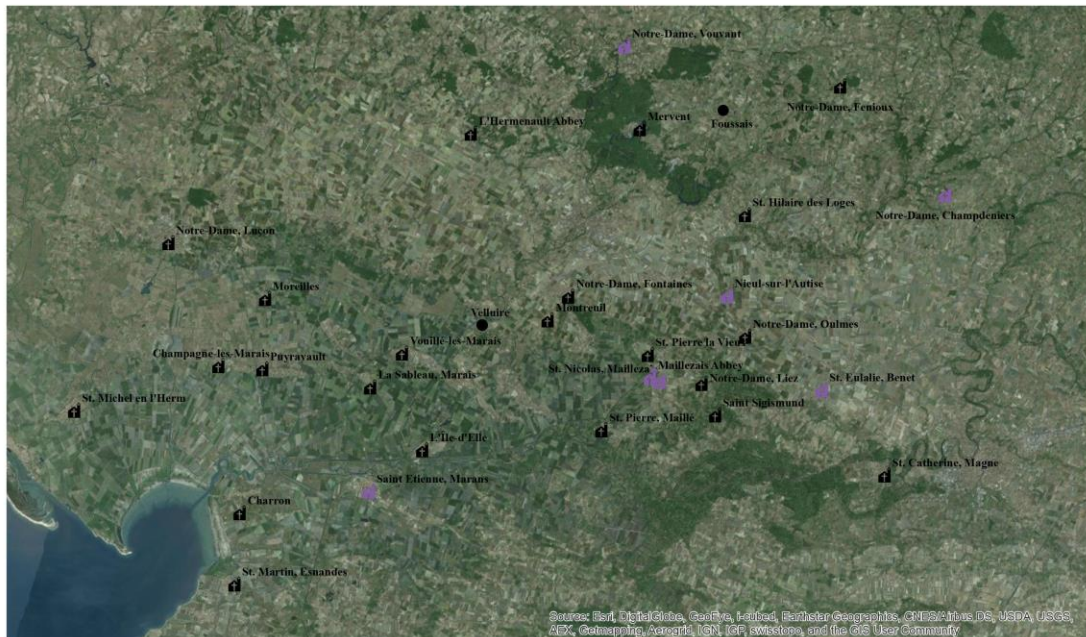 Notre-Dame, Vouvant
Notre-Dame, Fenioux
Foussais
L'Hermenault Abbey
Mervent
St. Hilaire des Loges
Notre-Dame, Champdeniers
Notre-Dame, Luçon
Moreilles
Notre-Dame, Fontaines
Nieul-sur-l'Autise
Velluire
Montreuil
Vouillé-les-Marais
Notre-Dame, Oulmes
St. Pierre la Vieux
Champagne-les-Marais
Puyravault
La Sableau, Marais
St. Nicolas, Mailleza
Maillezais Abbey
Notre-Dame, Liez
St. Eulalie, Benet
St. Michel en l'Herm
Saint Sigismund
St. Pierre, Maillé
L'Ile-d'Elle
St. Catherine, Magne
Saint Etienne, Marans
Charron
St. Martin, Esnandes
Source: Esri, DigitalGlobe, GeoEye, i-cubed, Earthstar Geographics, CNES/Airbus DS, USDA, USGS,
AEX, Getmapping, Aerogrid, IGN, IGP, swisstopo, and the GIS User Community